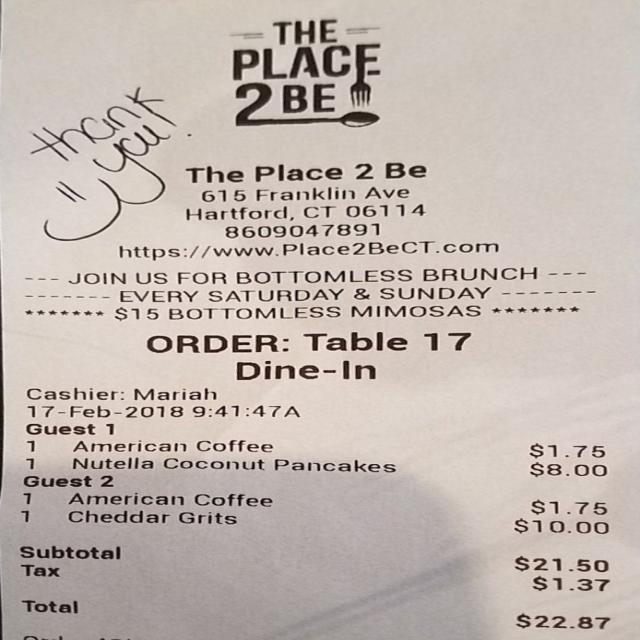 THE
PLACE
2 BE
thank
you!
The Place 2 Be
615 Franklin Ave
Hartford, CT 06114
8609047891
https://www.Place2BeCT.com
--- JOIN US FOR BOTTOMLESS BRUNCH ---
------- EVERY SATURDAY & SUNDAY -------
******* $15 BOTTOMLESS MIMOSAS *******
ORDER: Table 17
Dine-In
Cashier: Mariah
17-Feb-2018 9:41:47A
Guest 1
1 American Coffee $1.75
1 Nutella Coconut Pancakes $8.00
Guest 2
1 American Coffee $1.75
1 Cheddar Grits $10.00
Subtotal $21.50
Tax $1.37
Total $22.87